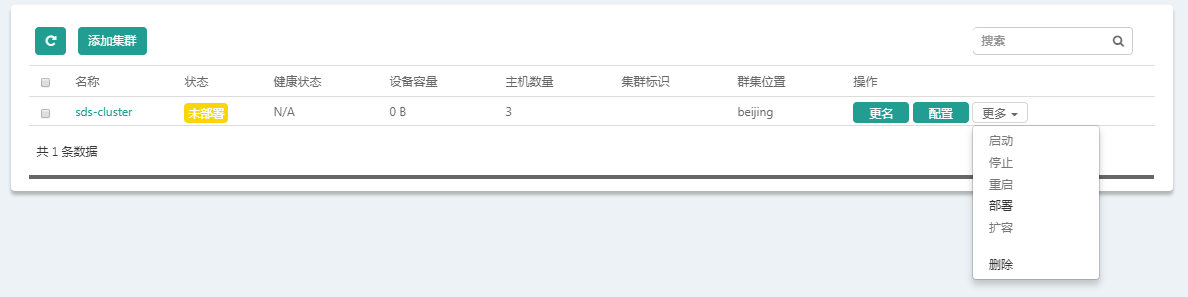 添加集群 搜索
名称 状态 健康状态 设备容量 主机数量 集群标识 群集位置 操作
sds-cluster 未部署 N/A 0 B 3 beijing 更名 配置 更多
启动
共 1 条数据
停止
重启
部署
扩容
删除